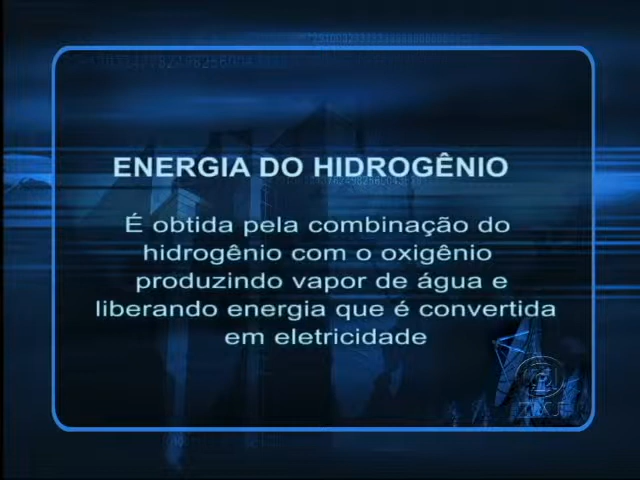 ENERGIA DO HIDROGÊNIO
É obtida pela combinação do
hidrogênio com o oxigênio
produzindo vapor de água e
liberando energia que é convertida
em eletricidade